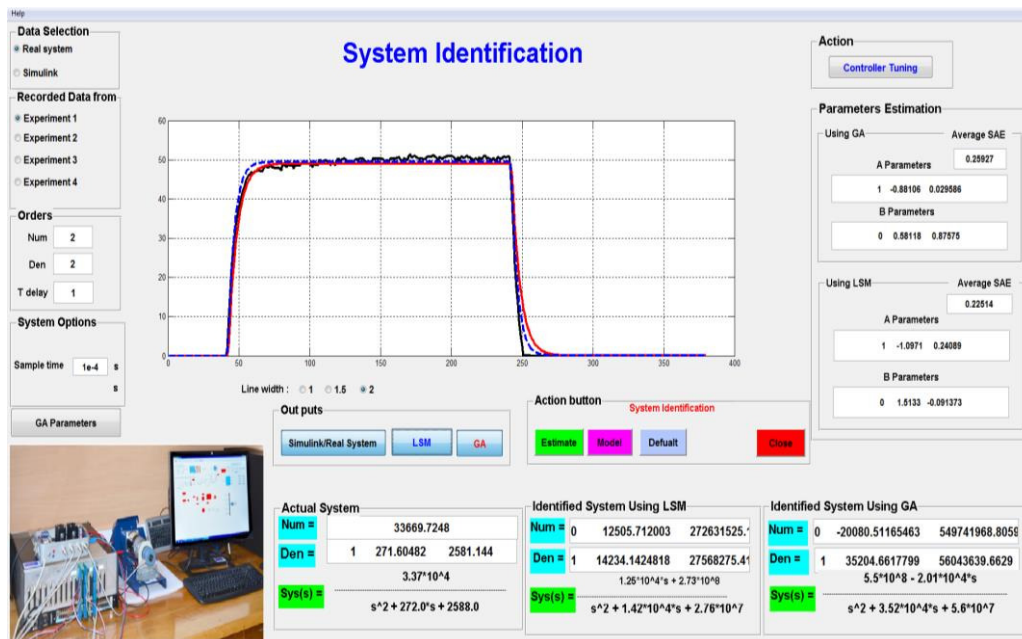 Help
Data Selection
Real system
Simulink
Recorded Data from
Experiment 1
Experiment 2
Experiment 3
Experiment 4
Orders
Num 2
Den 2
T delay 1
System Options
Sample time 1e-4 s
s
GA Parameters
System Identification
60
50
40
30
20
10
0
0 50 100 150 200 250 300 350 400
Line width : 1 1.5 2
Out puts
Simulink/Real System LSM GA
Action button
System Identification
Estimate Model Defualt Close
Action
Controller Tuning
Parameters Estimation
Using GA Average SAE
0.25927
A Parameters
1 -0.88106 0.029586
B Parameters
0 0.58118 0.87575
Using LSM Average SAE
0.22514
A Parameters
1 -1.0971 0.24089
B Parameters
0 1.5133 -0.091373
Actual System
Num = 33669.7248
Den = 1 271.60482 2581.144
3.37*10^4
Sys(s) =
s^2 + 272.0*s + 2588.0
Identified System Using LSM
Num = 0 12505.712003 272631525.
Den = 1 14234.1424818 27568275.41
1.25*10^4*s + 2.73*10^8
Sys(s) =
s^2 + 1.42*10^4*s + 2.76*10^7
Identified System Using GA
Num = 0 -20080.51165463 549741968.8059
Den = 1 35204.6617799 56043639.6629
5.5*10^8 - 2.01*10^4*s
Sys(s) =
s^2 + 3.52*10^4*s + 5.6*10^7